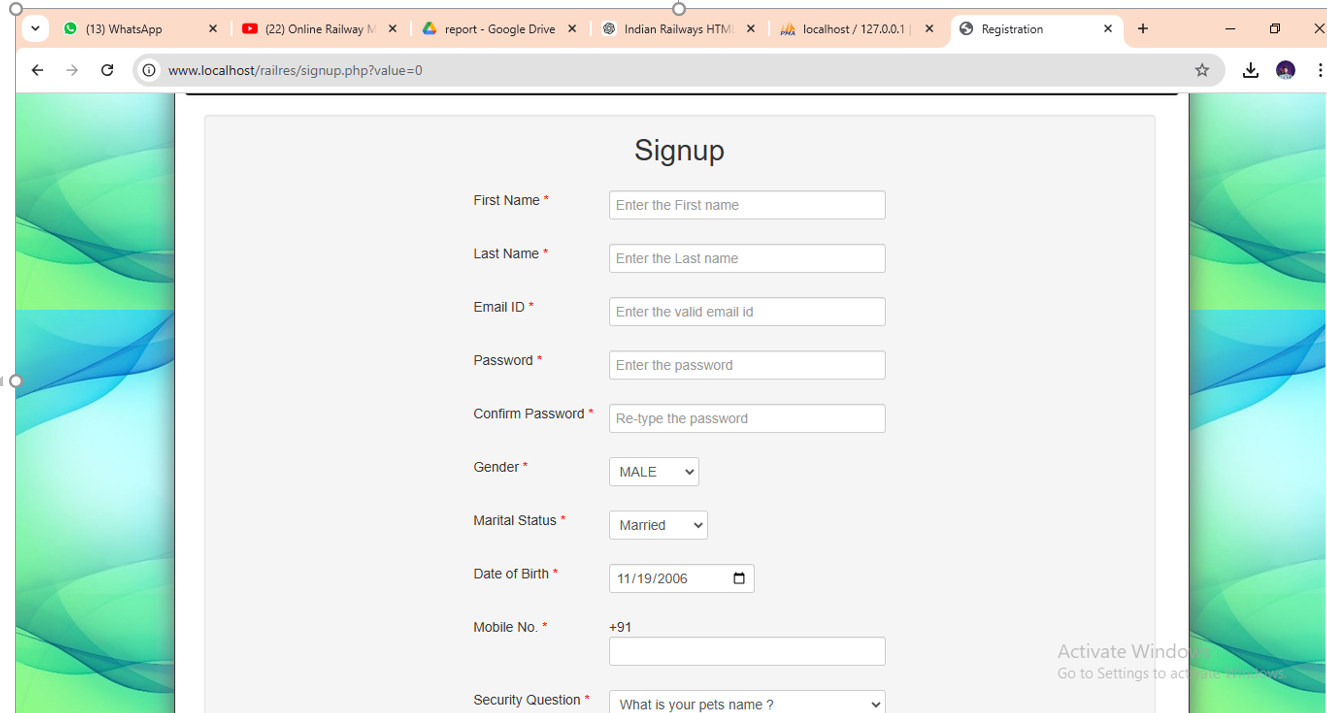 (13) WhatsApp
(22) Online Railway M
report - Google Drive
Indian Railways HTML
localhost / 127.0.0.1 |
Registration
www.localhost/railres/signup.php?value=0
Signup
First Name * Enter the First name
Last Name * Enter the Last name
Email ID * Enter the valid email id
Password * Enter the password
Confirm Password * Re-type the password
Gender * MALE
Marital Status * Married
Date of Birth * 11/19/2006
Mobile No. * +91
Activate Windows
Go to Settings to activate Windows.
Security Question * What is your pets name ?